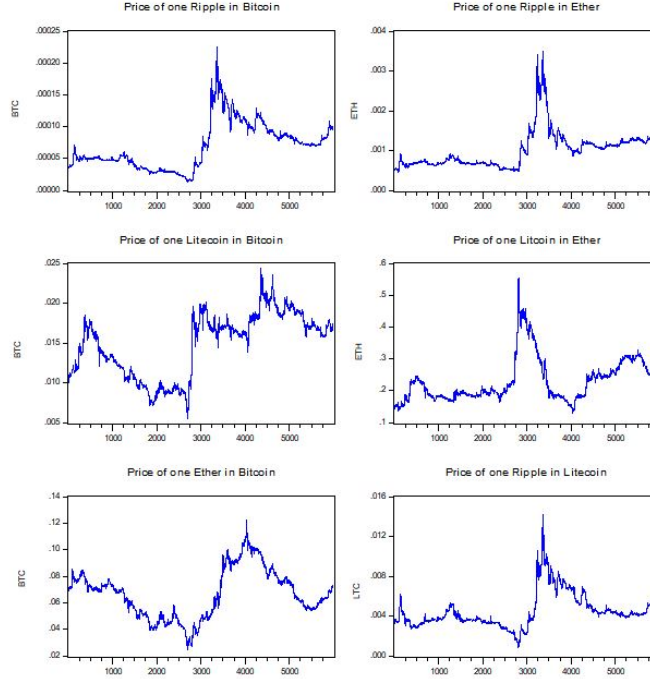 Price of one Ripple in Bitcoin
.00025
.00020
.00015
.00010
.00005
.00000
BTC
1000 2000 3000 4000 5000
Price of one Ripple in Ether
.004
.003
.002
.001
.000
ETH
1000 2000 3000 4000 5000
Price of one Litecoin in Bitcoin
.025
.020
.015
.010
.005
BTC
1000 2000 3000 4000 5000
Price of one Litcoin in Ether
.6
.5
.4
.3
.2
.1
ETH
1000 2000 3000 4000 5000
Price of one Ether in Bitcoin
.14
.12
.10
.08
.06
.04
.02
BTC
1000 2000 3000 4000 5000
Price of one Ripple in Litecoin
.016
.012
.008
.004
.000
LTC
1000 2000 3000 4000 5000